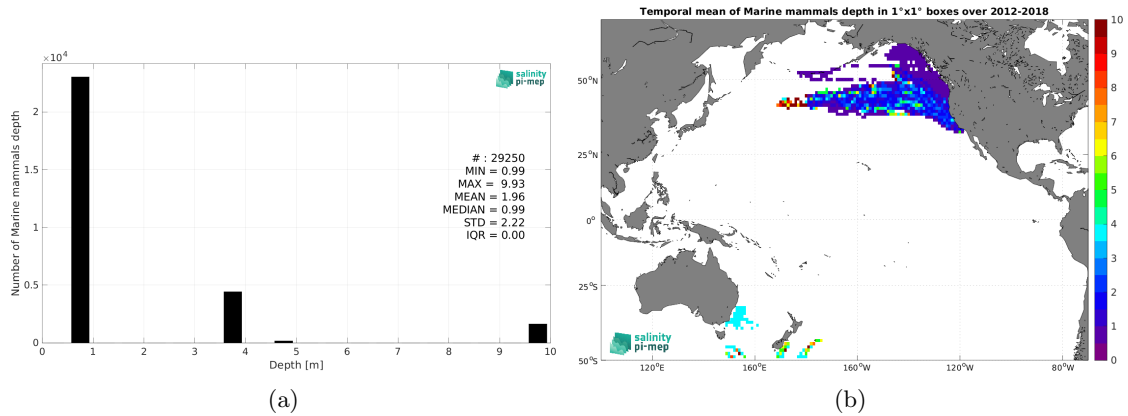 ×10⁴
2
1.5
1
0.5
0
Number of Marine mammals depth
salinity
pi-mep
# : 29250
MIN = 0.99
MAX = 9.93
MEAN = 1.96
MEDIAN = 0.99
STD = 2.22
IQR = 0.00
0 1 2 3 4 5 6 7 8 9 10
Depth [m]
(a)
Temporal mean of Marine mammals depth in 1°x1° boxes over 2012-2018
50°N
25°N
0°
25°S
50°S
salinity
pi-mep
120°E 160°E 160°W 120°W 80°W
10
9
8
7
6
5
4
3
2
1
0
(b)